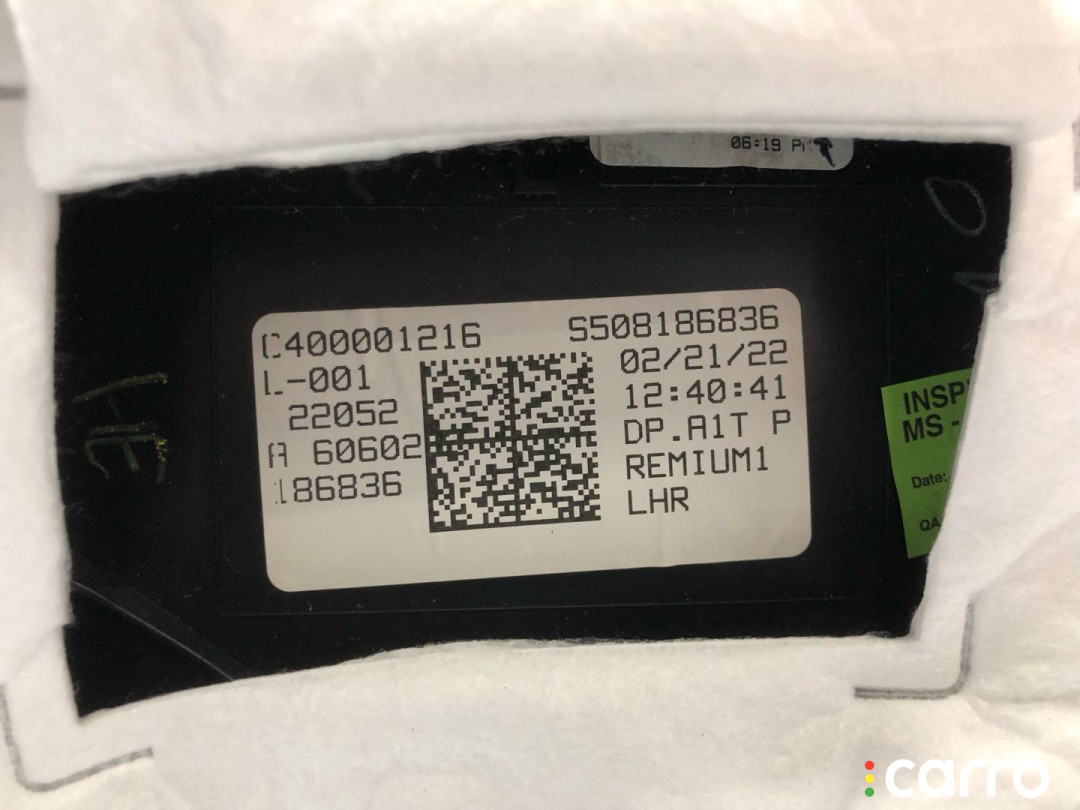 06:19 P
C400001216 S508186836
L-001 02/21/22
22052 12:40:41
A 60602 DP.A1T P
186836 REMIUM1
LHR
INSP
MS -
Date:
QA
carro